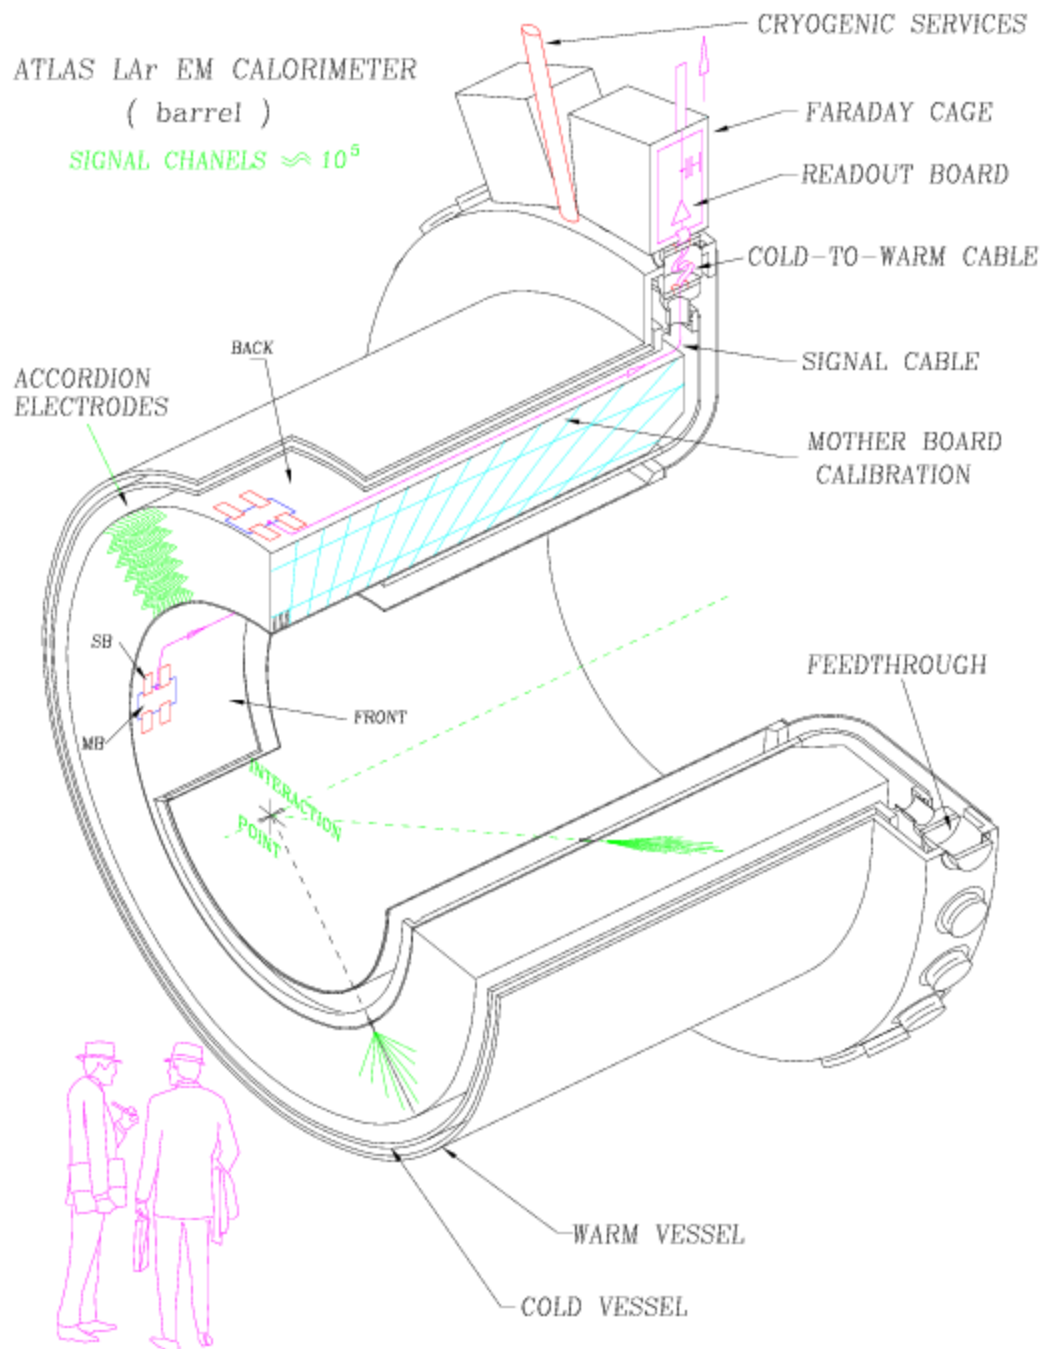 ATLAS LAr EM CALORIMETER
( barrel )
SIGNAL CHANELS ≈ 10⁵
CRYOGENIC SERVICES
FARADAY CAGE
READOUT BOARD
COLD-TO-WARM CABLE
SIGNAL CABLE
MOTHER BOARD
CALIBRATION
BACK
ACCORDION
ELECTRODES
SB
MB
FRONT
FEEDTHROUGH
INTERACTION
POINT
WARM VESSEL
COLD VESSEL